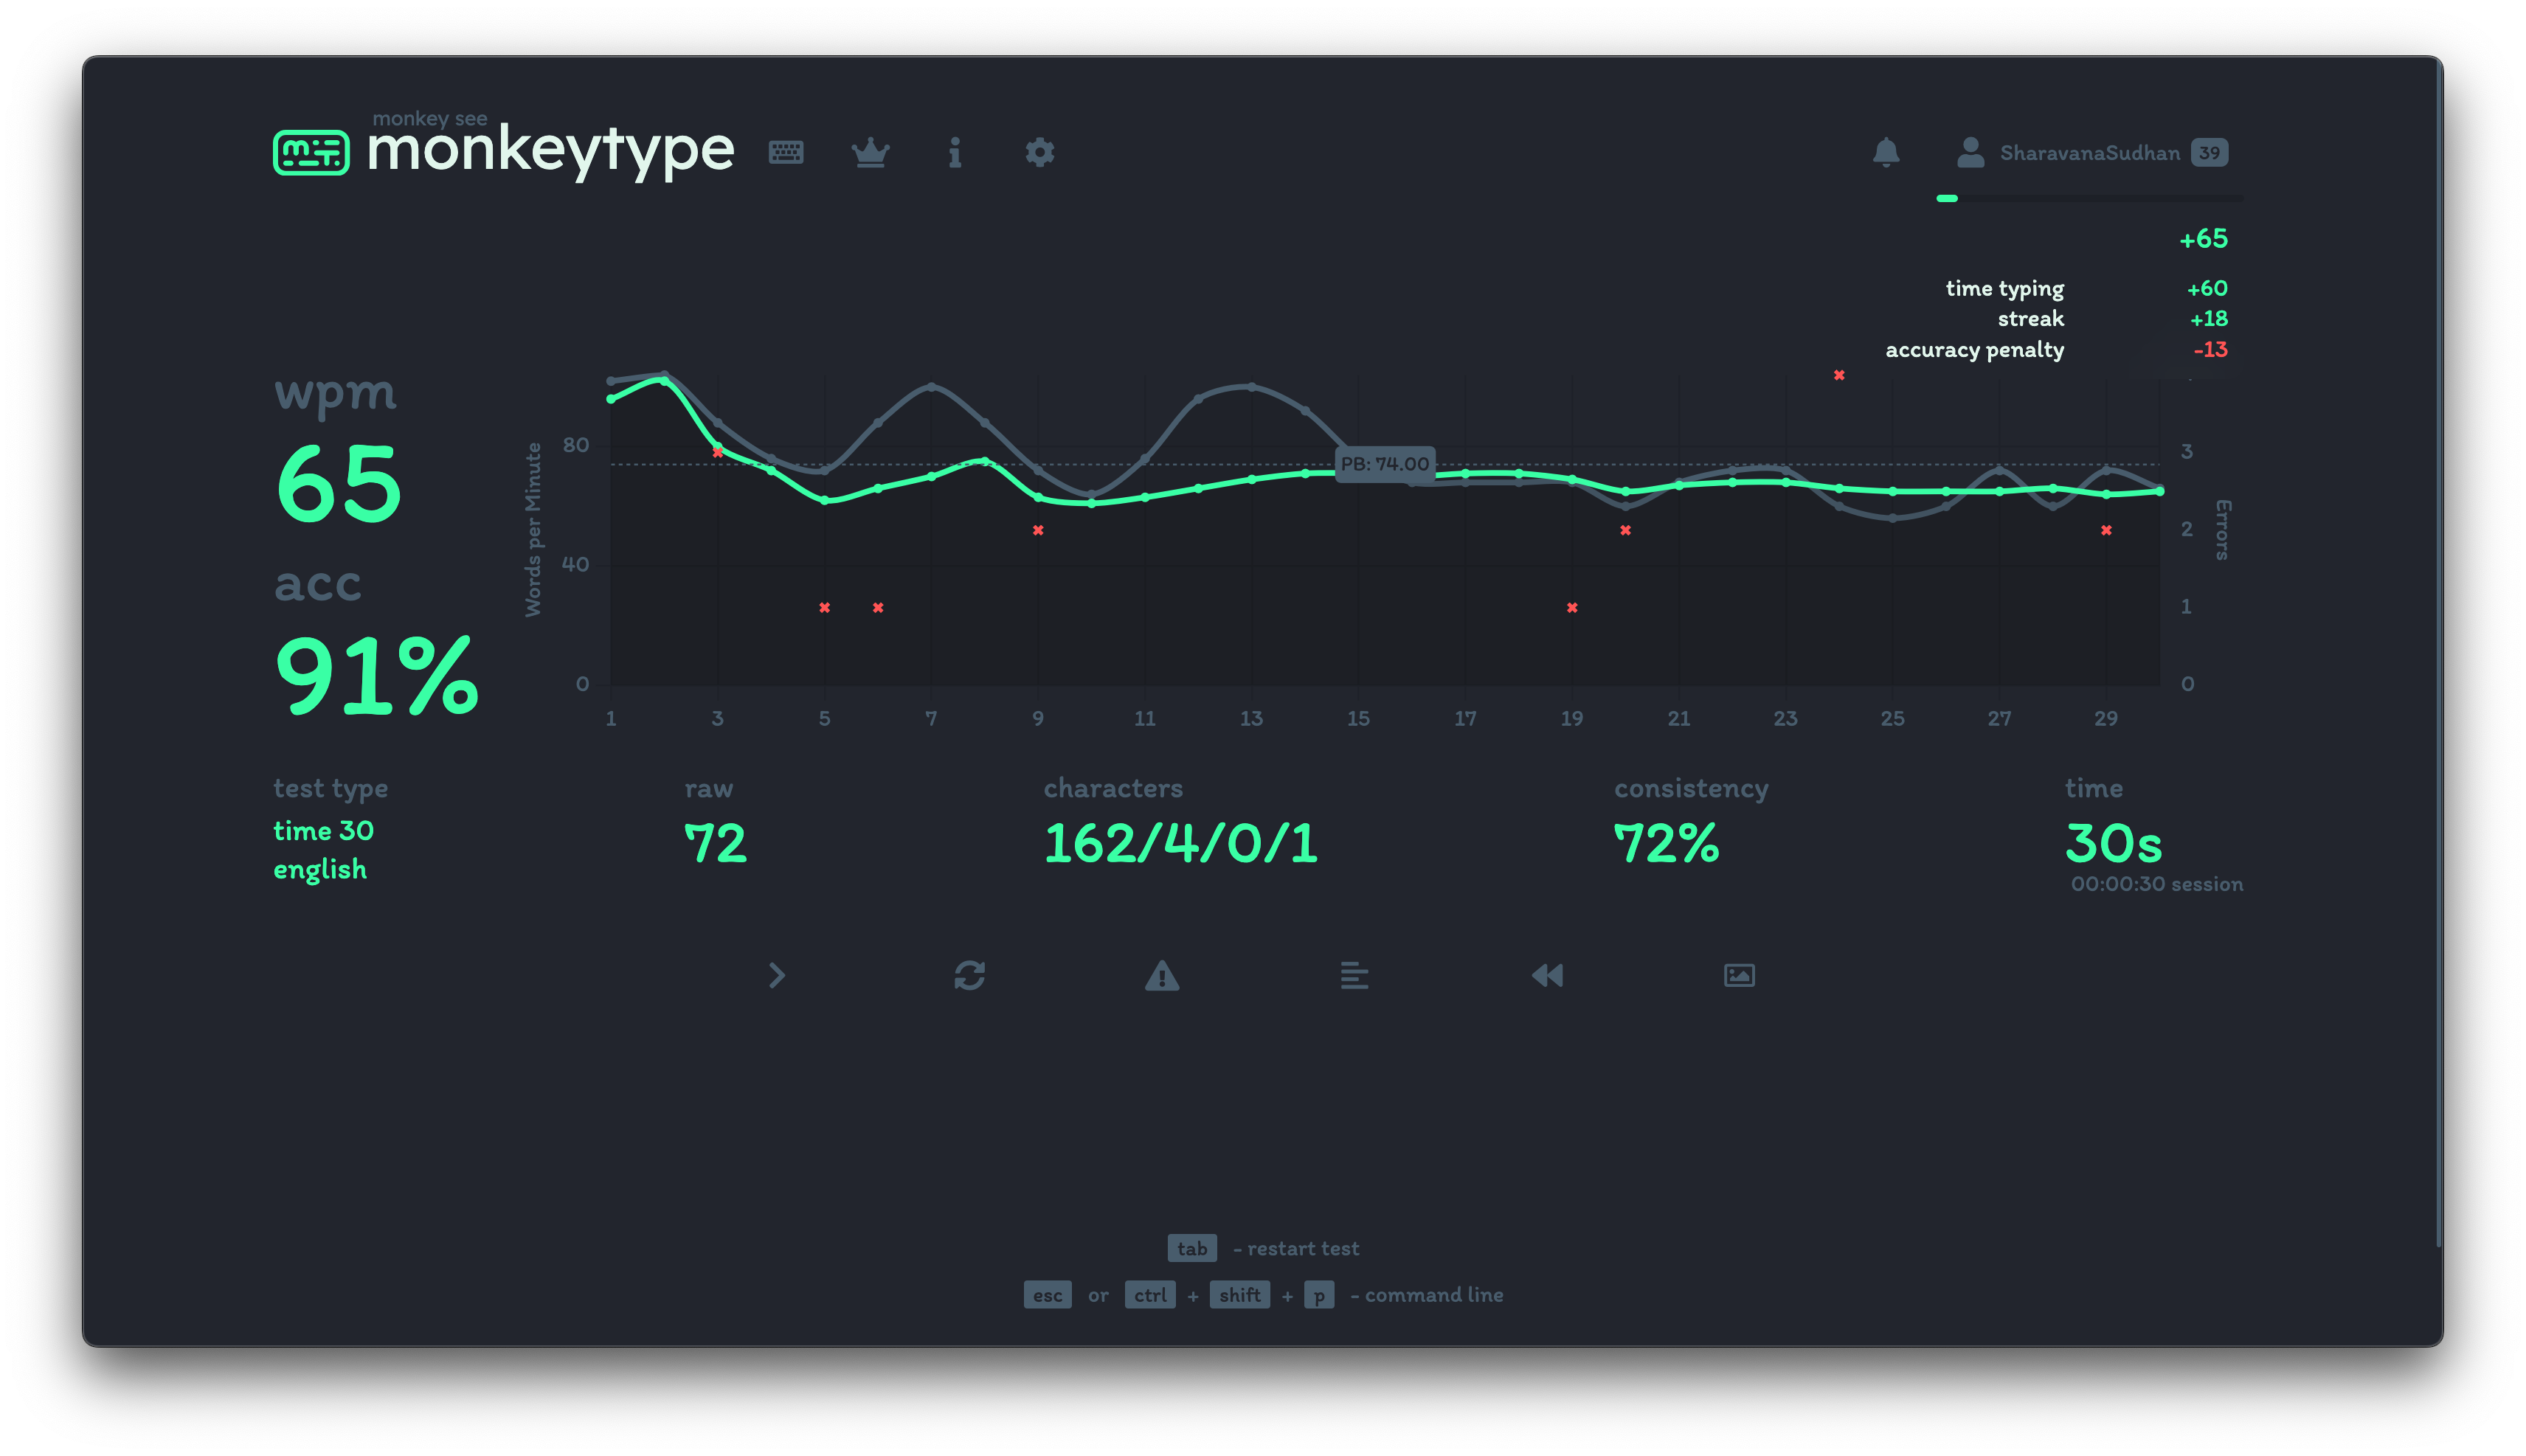 monkey see
monkeytype
SharavanaSudhan 39
+65
time typing +60
streak +18
accuracy penalty -13
wpm
65
acc
91%
Words per Minute
80
40
0
PB: 74.00
3
2
1
0
Errors
1 3 5 7 9 11 13 15 17 19 21 23 25 27 29
test type
time 30
english
raw
72
characters
162/4/0/1
consistency
72%
time
30s
00:00:30 session
tab - restart test
esc or ctrl + shift + p - command line